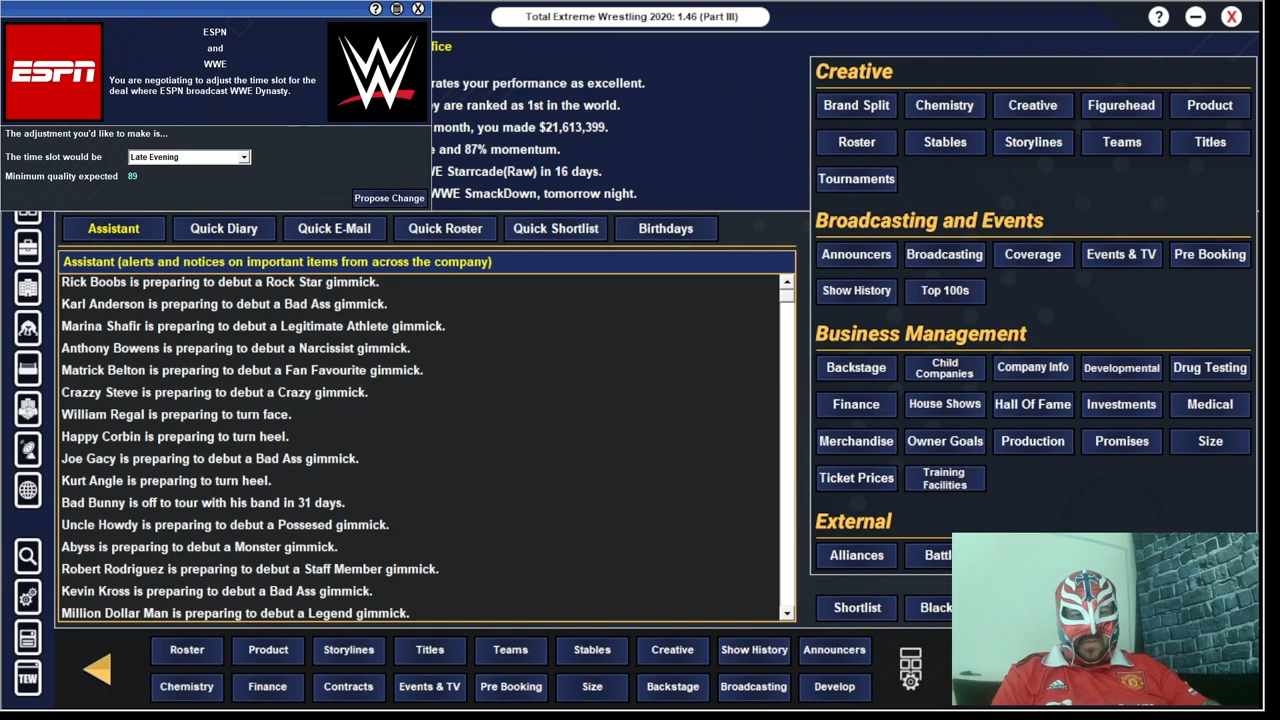 Total Extreme Wrestling 2020: 1.46 (Part III)
?
X
?
X
ESPN
ESPN
and
WWE
You are negotiating to adjust the time slot for the
deal where ESPN broadcast WWE Dynasty.
The adjustment you'd like to make is...
The time slot would be
Late Evening
Minimum quality expected 89
Propose Change
fice
rates your performance as excellent.
y are ranked as 1st in the world.
month, you made $21,613,399.
e and 87% momentum.
/E Starrcade(Raw) in 16 days.
WWE SmackDown, tomorrow night.
Assistant
Quick Diary
Quick E-Mail
Quick Roster
Quick Shortlist
Birthdays
Assistant (alerts and notices on important items from across the company)
Rick Boobs is preparing to debut a Rock Star gimmick.
Karl Anderson is preparing to debut a Bad Ass gimmick.
Marina Shafir is preparing to debut a Legitimate Athlete gimmick.
Anthony Bowens is preparing to debut a Narcissist gimmick.
Matrick Belton is preparing to debut a Fan Favourite gimmick.
Crazzy Steve is preparing to debut a Crazy gimmick.
William Regal is preparing to turn face.
Happy Corbin is preparing to turn heel.
Joe Gacy is preparing to debut a Bad Ass gimmick.
Kurt Angle is preparing to turn heel.
Bad Bunny is off to tour with his band in 31 days.
Uncle Howdy is preparing to debut a Possesed gimmick.
Abyss is preparing to debut a Monster gimmick.
Robert Rodriguez is preparing to debut a Staff Member gimmick.
Kevin Kross is preparing to debut a Bad Ass gimmick.
Million Dollar Man is preparing to debut a Legend gimmick.
Creative
Brand Split
Chemistry
Creative
Figurehead
Product
Roster
Stables
Storylines
Teams
Titles
Tournaments
Broadcasting and Events
Announcers
Broadcasting
Coverage
Events & TV
Pre Booking
Show History
Top 100s
Business Management
Backstage
Child
Companies
Company Info
Developmental
Drug Testing
Finance
House Shows
Hall Of Fame
Investments
Medical
Merchandise
Owner Goals
Production
Promises
Size
Ticket Prices
Training
Facilities
External
Alliances
Battl
Shortlist
Black
Roster
Product
Storylines
Titles
Teams
Stables
Creative
Show History
Announcers
Chemistry
Finance
Contracts
Events & TV
Pre Booking
Size
Backstage
Broadcasting
Develop
TEW